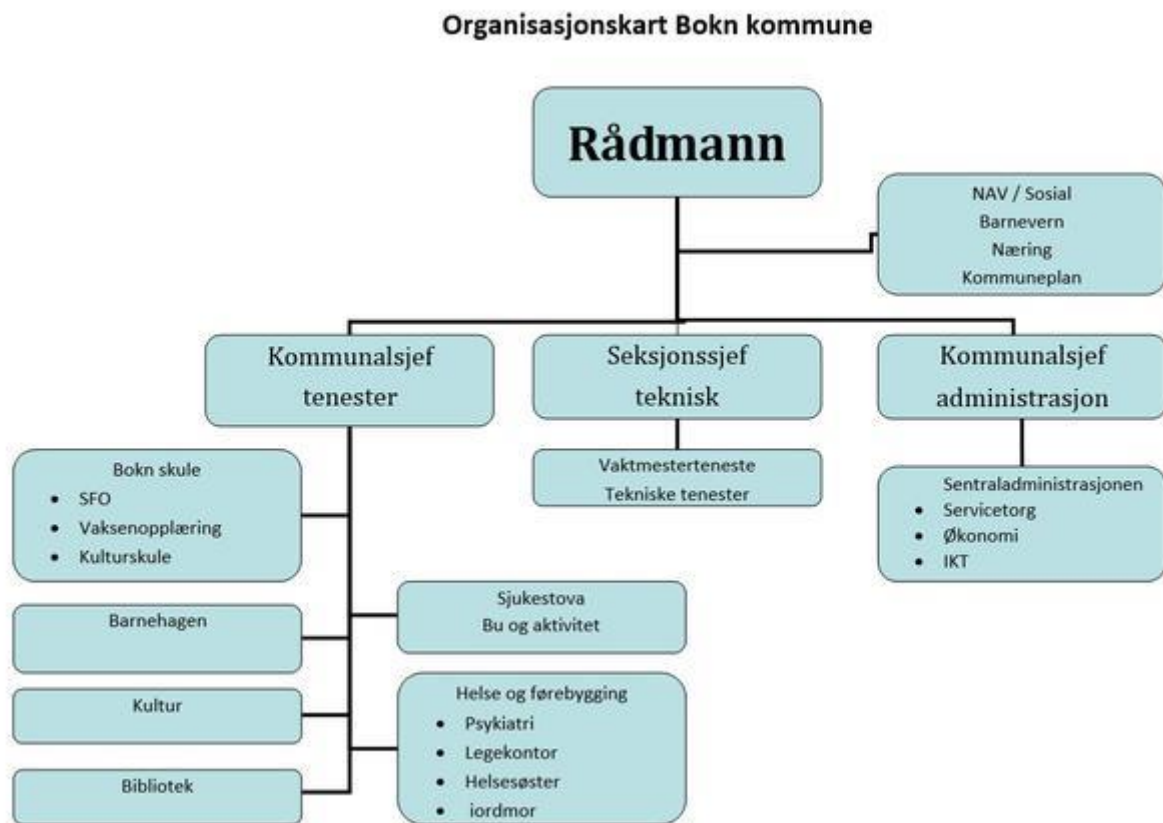 Organisasjonskart Bokn kommune
Rådmann
NAV / Sosial
Barnevern
Næring
Kommuneplan
Kommunalsjef
tenester
Seksjonssjef
teknisk
Kommunalsjef
administrasjon
Bokn skule
• SFO
• Vaksenopplæring
• Kulturskule
Vaktmesterteneste
Tekniske tenester
Sentraladministrasjonen
• Servicetorg
• Økonomi
• IKT
Barnehagen
Sjukestova
Bu og aktivitet
Kultur
Bibliotek
Helse og førebygging
• Psykiatri
• Legekontor
• Helsesøster
• iordmor